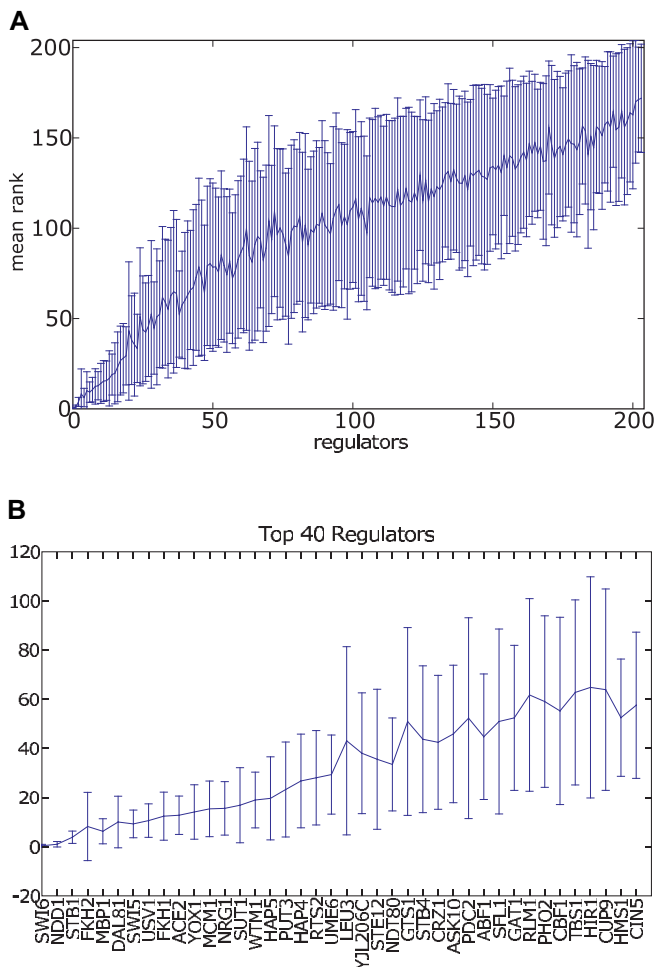 A
200
150
100
50
0
mean rank
0
50
100
150
200
regulators
B
Top 40 Regulators
120
100
80
60
40
20
0
-20
SWI6
NDD1
STB1
FKH2
MBP1
DAL81
SWI5
USV1
FKH1
ACE2
YOX1
MCM1
NRG1
SUT1
WTM1
HAP5
PUT3
HAP4
RTS2
UME6
LEU3
YJL206C
STE12
NDT80
GTS1
STB4
CRZ1
ASK10
PDC2
ABF1
SFL1
GAT1
RLM1
PHO2
CBF1
TBS1
HIR1
CUP9
HMS1
CIN5